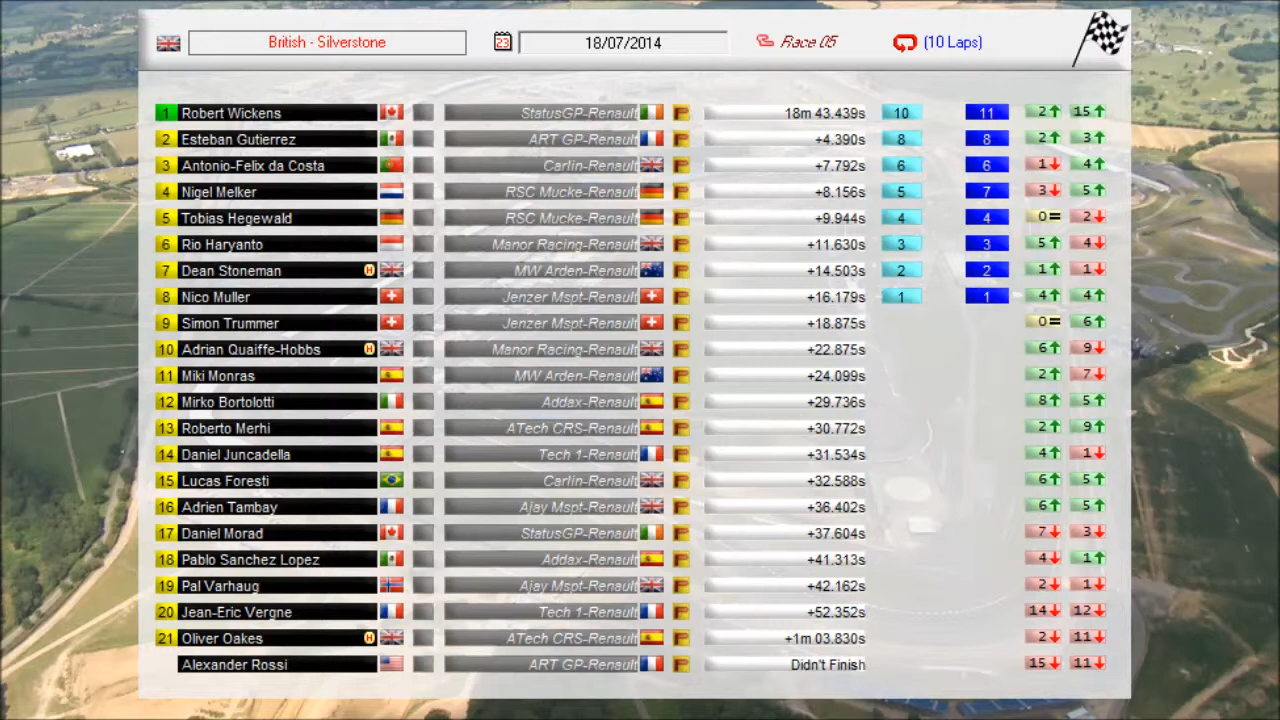 British - Silverstone 23 18/07/2014 Race 05 (10 Laps)
1 Robert Wickens StatusGP-Renault P 18m 43.439s 10 11 2↑ 15↑
2 Esteban Gutierrez ART GP-Renault P +4.390s 8 8 2↑ 3↑
3 Antonio-Felix da Costa Carlin-Renault P +7.792s 6 6 1↓ 4↑
4 Nigel Melker RSC Mucke-Renault P +8.156s 5 7 3↓ 5↑
5 Tobias Hegewald RSC Mucke-Renault P +9.944s 4 4 0= 2↓
6 Rio Haryanto Manor Racing-Renault P +11.630s 3 3 5↑ 4↓
7 Dean Stoneman H MW Arden-Renault P +14.503s 2 2 1↑ 1↓
8 Nico Muller Jenzer Mspt-Renault P +16.179s 1 1 4↑ 4↑
9 Simon Trummer Jenzer Mspt-Renault P +18.875s 0= 6↑
10 Adrian Quaiffe-Hobbs H Manor Racing-Renault P +22.875s 6↑ 9↓
11 Miki Monras MW Arden-Renault P +24.099s 2↑ 7↓
12 Mirko Bortolotti Addax-Renault P +29.736s 8↑ 5↑
13 Roberto Merhi ATech CRS-Renault P +30.772s 2↑ 9↑
14 Daniel Juncadella Tech 1-Renault P +31.534s 4↑ 1↓
15 Lucas Foresti Carlin-Renault P +32.588s 6↑ 5↑
16 Adrien Tambay Ajay Mspt-Renault P +36.402s 6↑ 5↑
17 Daniel Morad StatusGP-Renault P +37.604s 7↓ 3↓
18 Pablo Sanchez Lopez Addax-Renault P +41.313s 4↓ 1↑
19 Pal Varhaug Ajay Mspt-Renault P +42.162s 2↓ 1↓
20 Jean-Eric Vergne Tech 1-Renault P +52.352s 14↓ 12↓
21 Oliver Oakes H ATech CRS-Renault P +1m 03.830s 2↓ 11↓
Alexander Rossi ART GP-Renault P Didn't Finish 15↓ 11↓